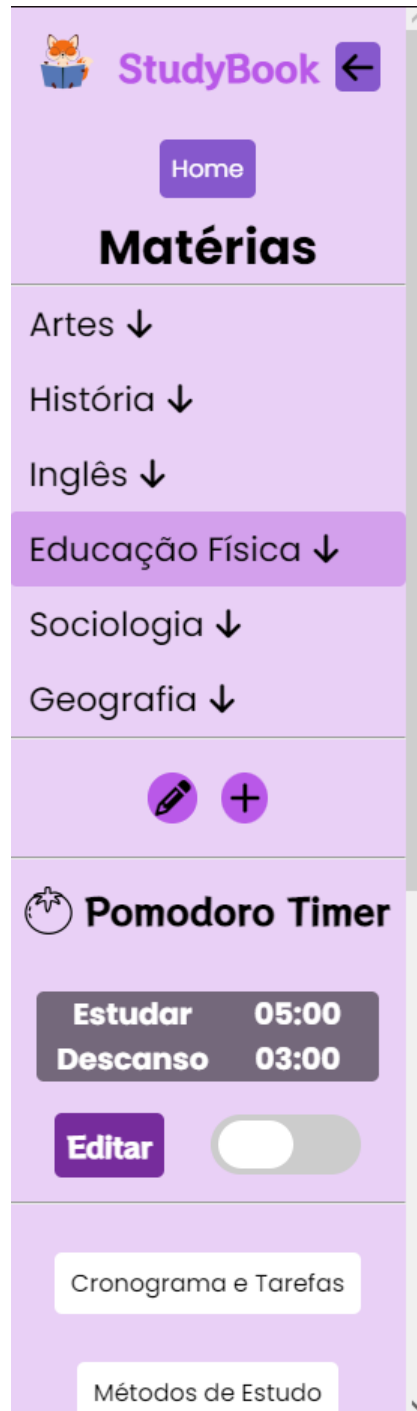 StudyBook
Home
Matérias
Artes
História
Inglês
Educação Física
Sociologia
Geografia
Pomodoro Timer
Estudar 05:00
Descanso 03:00
Editar
Cronograma e Tarefas
Métodos de Estudo